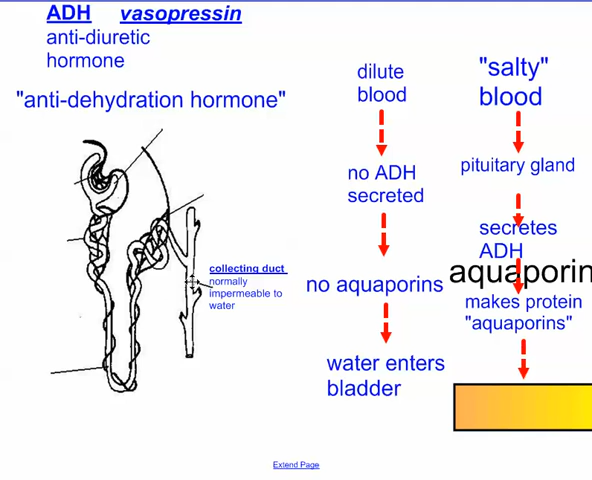 ADH vasopressin
anti-diuretic
hormone
"anti-dehydration hormone"
collecting duct
normally
impermeable to
water
dilute
blood
no ADH
secreted
no aquaporins
water enters
bladder
"salty"
blood
pituitary gland
secretes
ADH
aquaporin
makes protein
"aquaporins"
Extend Page